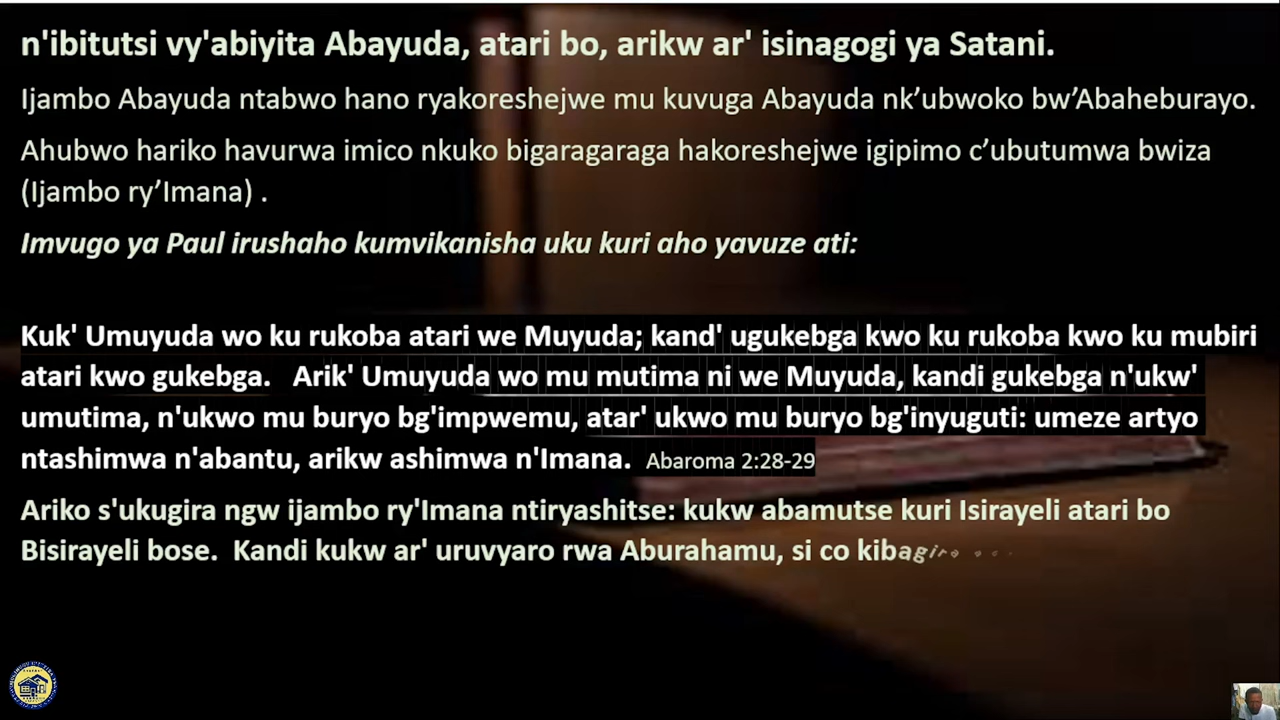 n'ibitutsi vy'abiyita Abayuda, atari bo, arikw ar' isinagogi ya Satani.
Ijambo Abayuda ntabwo hano ryakoreshejwe mu kuvuga Abayuda nk’ubwoko bw’Abaheburayo.
Ahubwo hariko havurwa imico nkuko bigaragaraga hakoreshejwe igipimo c’ubutumwa bwiza
(Ijambo ry’Imana) .
Imvugo ya Paul irushaho kumvikanisha uku kuri aho yavuze ati:
Kuk' Umuyuda wo ku rukoba atari we Muyuda; kand' ugukebga kwo ku rukoba kwo ku mubiri
atari kwo gukebga. Arik' Umuyuda wo mu mutima ni we Muyuda, kandi gukebga n'ukw'
umutima, n'ukwo mu buryo bg'impwemu, atar' ukwo mu buryo bg'inyuguti: umeze artyo
ntashimwa n'abantu, arikw ashimwa n'Imana. Abaroma 2:28-29
Ariko s'ukugira ngw ijambo ry'Imana ntiryashitse: kukw abamutse kuri Isirayeli atari bo
Bisirayeli bose. Kandi kukw ar' uruvyaro rwa Aburahamu, si co kibagira